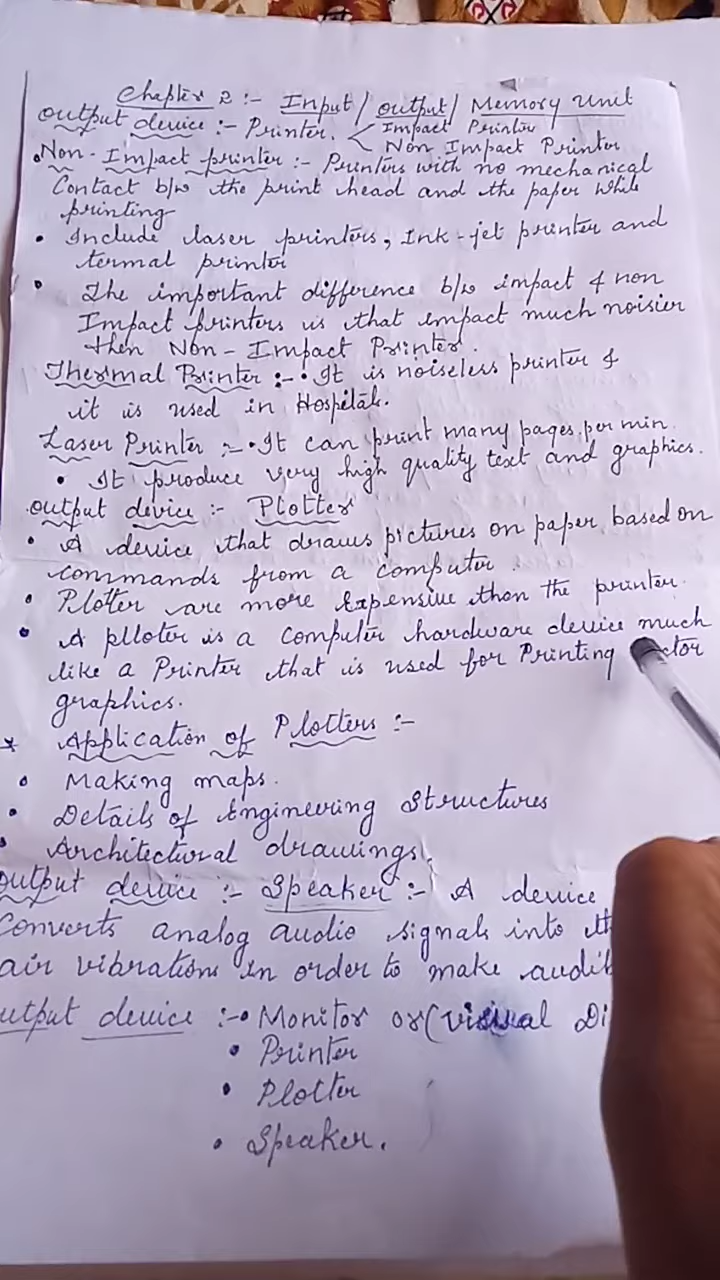 Chapter 2:- Input/output/Memory Unit
Output device:- Printer. < Impact Printer
Non Impact Printer
Non-Impact printer:- Printers with no mechanical
Contact b/w the print head and the paper while
printing
• Include laser printers, Ink-jet printer and
termal printer
• The important difference b/w impact & non
Impact printers is that impact much noisier
then Non-Impact Printer.
Thermal Printer:- • It is noiseless printer &
it is used in Hospitals.
Laser Printer:- • It can print many pages per min.
• It produce very high quality text and graphics.
output device:- Plotter
• A device that draws pictures on paper based on
commands from a computer.
• Plotter are more Expensive than the printer.
• A plloter is a computer hardware device much
like a Printer that is used for Printing
graphics.
* Application of Plotters:-
• Making maps.
• Details of Engineering Structures
• Architectural drawings.
output device:- Speaker:- A device
Converts analog audio signals into
air vibrations in order to make
output device:- • Monitor or (visual
• Printer
• Plotter
• Speaker.